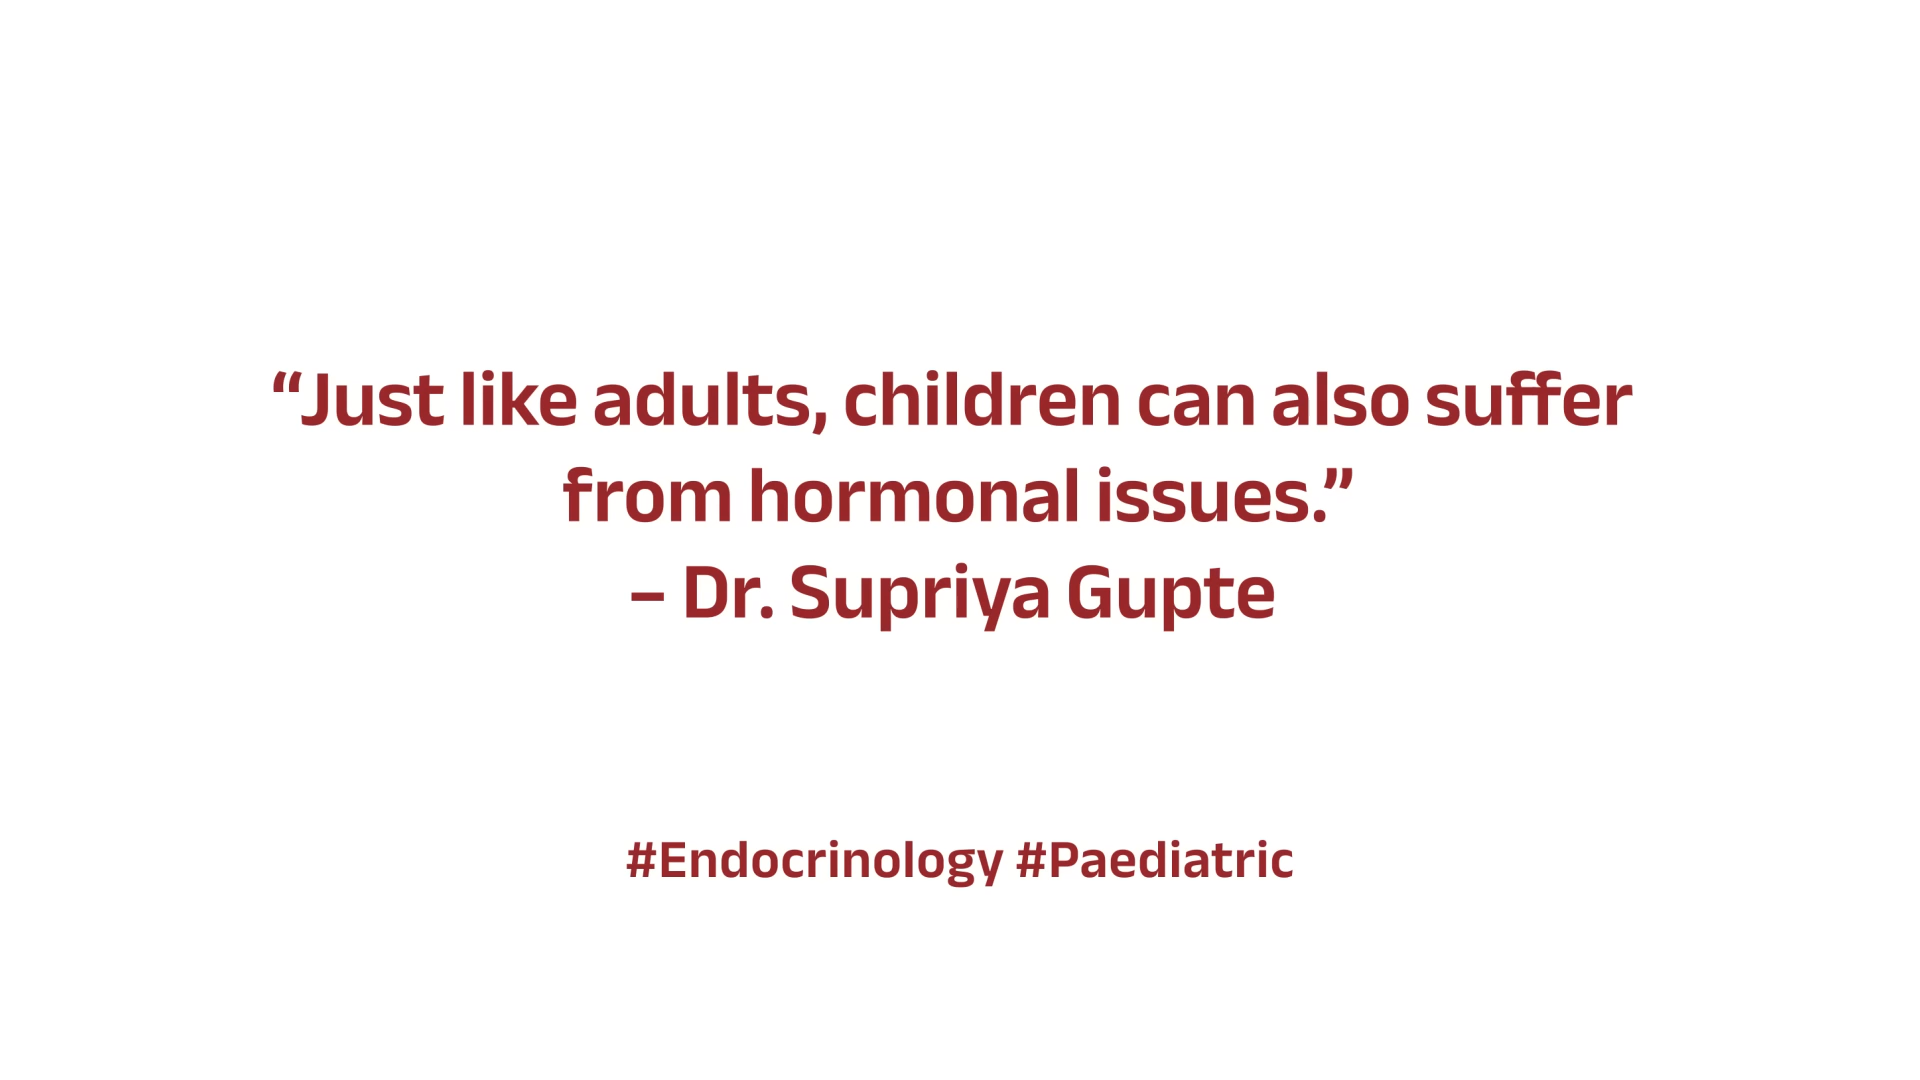 “Just like adults, children can also suffer
from hormonal issues.”
– Dr. Supriya Gupte
#Endocrinology #Paediatric